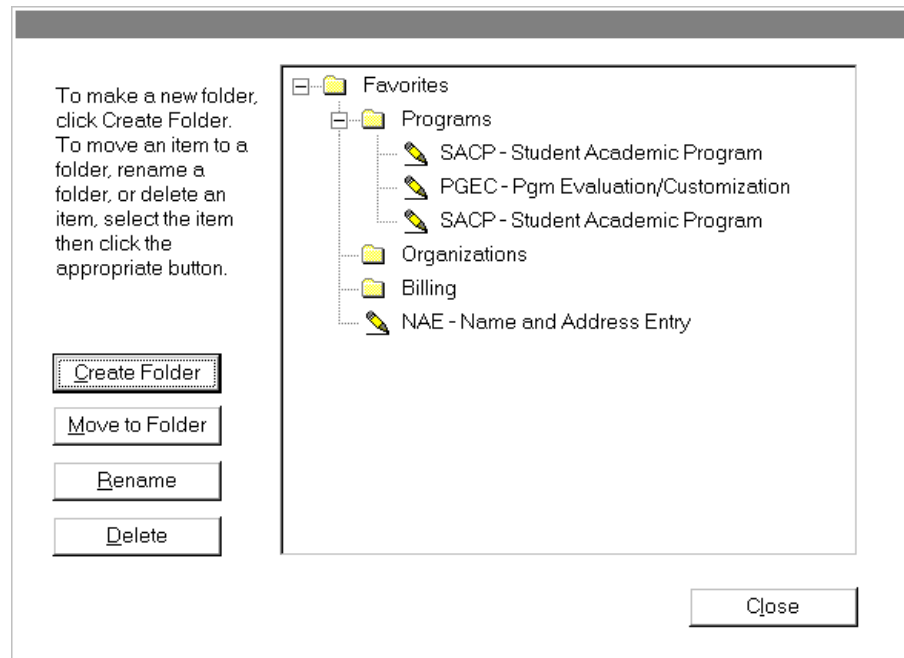 To make a new folder,
click Create Folder.
To move an item to a
folder, rename a
folder, or delete an
item, select the item
then click the
appropriate button.
Create Folder
Move to Folder
Rename
Delete
Favorites
Programs
SACP - Student Academic Program
PGEC - Pgm Evaluation/Customization
SACP - Student Academic Program
Organizations
Billing
NAE - Name and Address Entry
Close